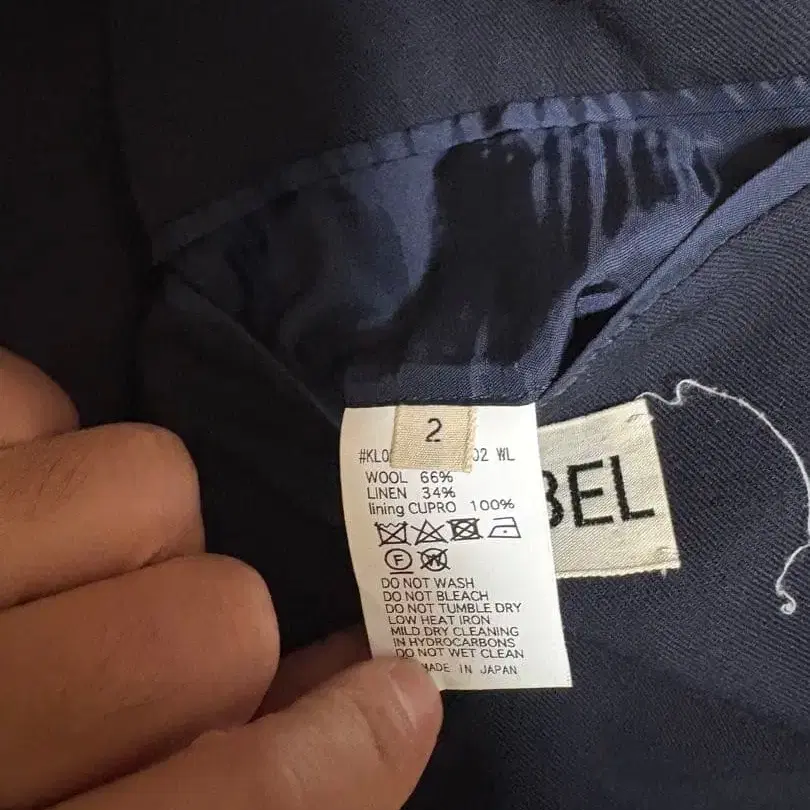 2
#KL0 02 WL
WOOL 66%
LINEN 34%
lining CUPRO 100%
F W
DO NOT WASH
DO NOT BLEACH
DO NOT TUMBLE DRY
LOW HEAT IRON
MILD DRY CLEANING
IN HYDROCARBONS
DO NOT WET CLEAN
MADE IN JAPAN
BEL